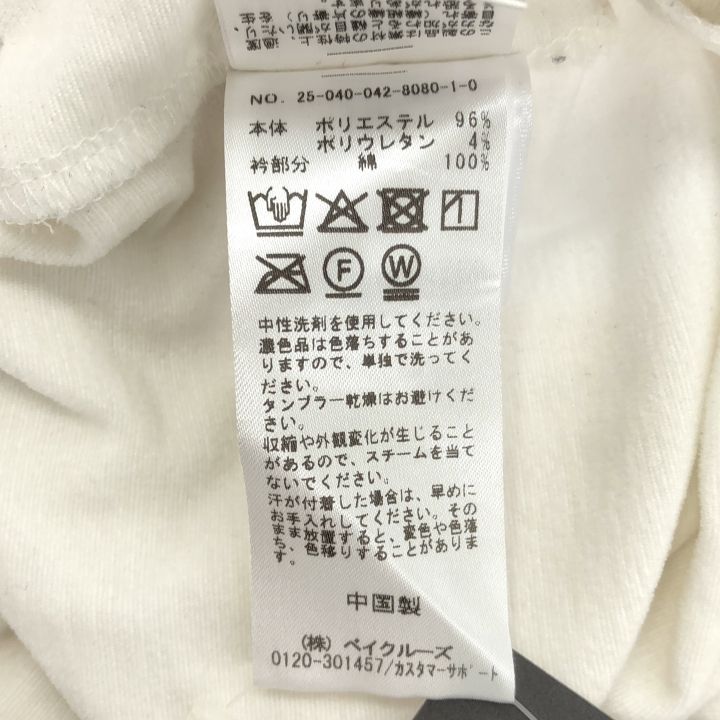 NO. 25-040-042-8080-1-0
本体 ポリエステル 96%
ポリウレタン 4%
衿部分 綿 100%
F W
中性洗剤を使用してください。
濃色品は色落ちすることがあ
りますので、単独で洗ってく
ださい。
タンブラー乾燥はお避けくだ
さい。
収縮や外観変化が生じること
があるので、スチームを当て
ないでください。
汗が付着した場合は、早めに
お手入れしてください。その
まま放置すると、変色や色落
ち、色移りすることがありま
す。
中国製
(株) ベイクルーズ
0120-301457/カスタマーサポート